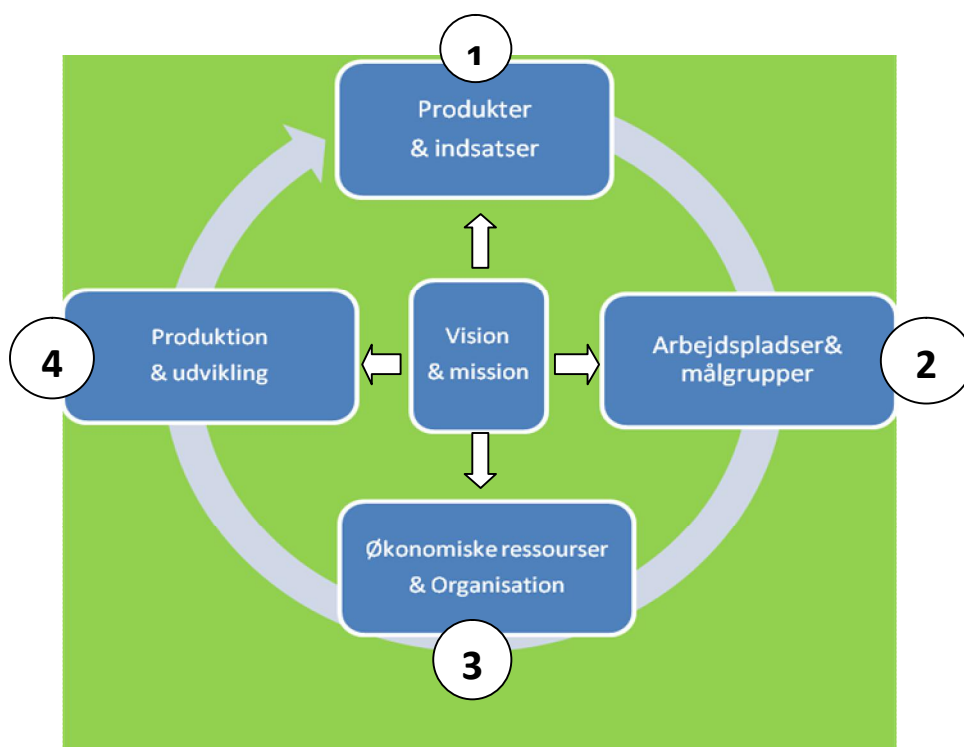 1
Produkter
& indsatser
Vision
& mission
Arbejdspladser&
målgrupper
2
Økonomiske ressourser
& Organisation
3
Produktion
& udvikling
4